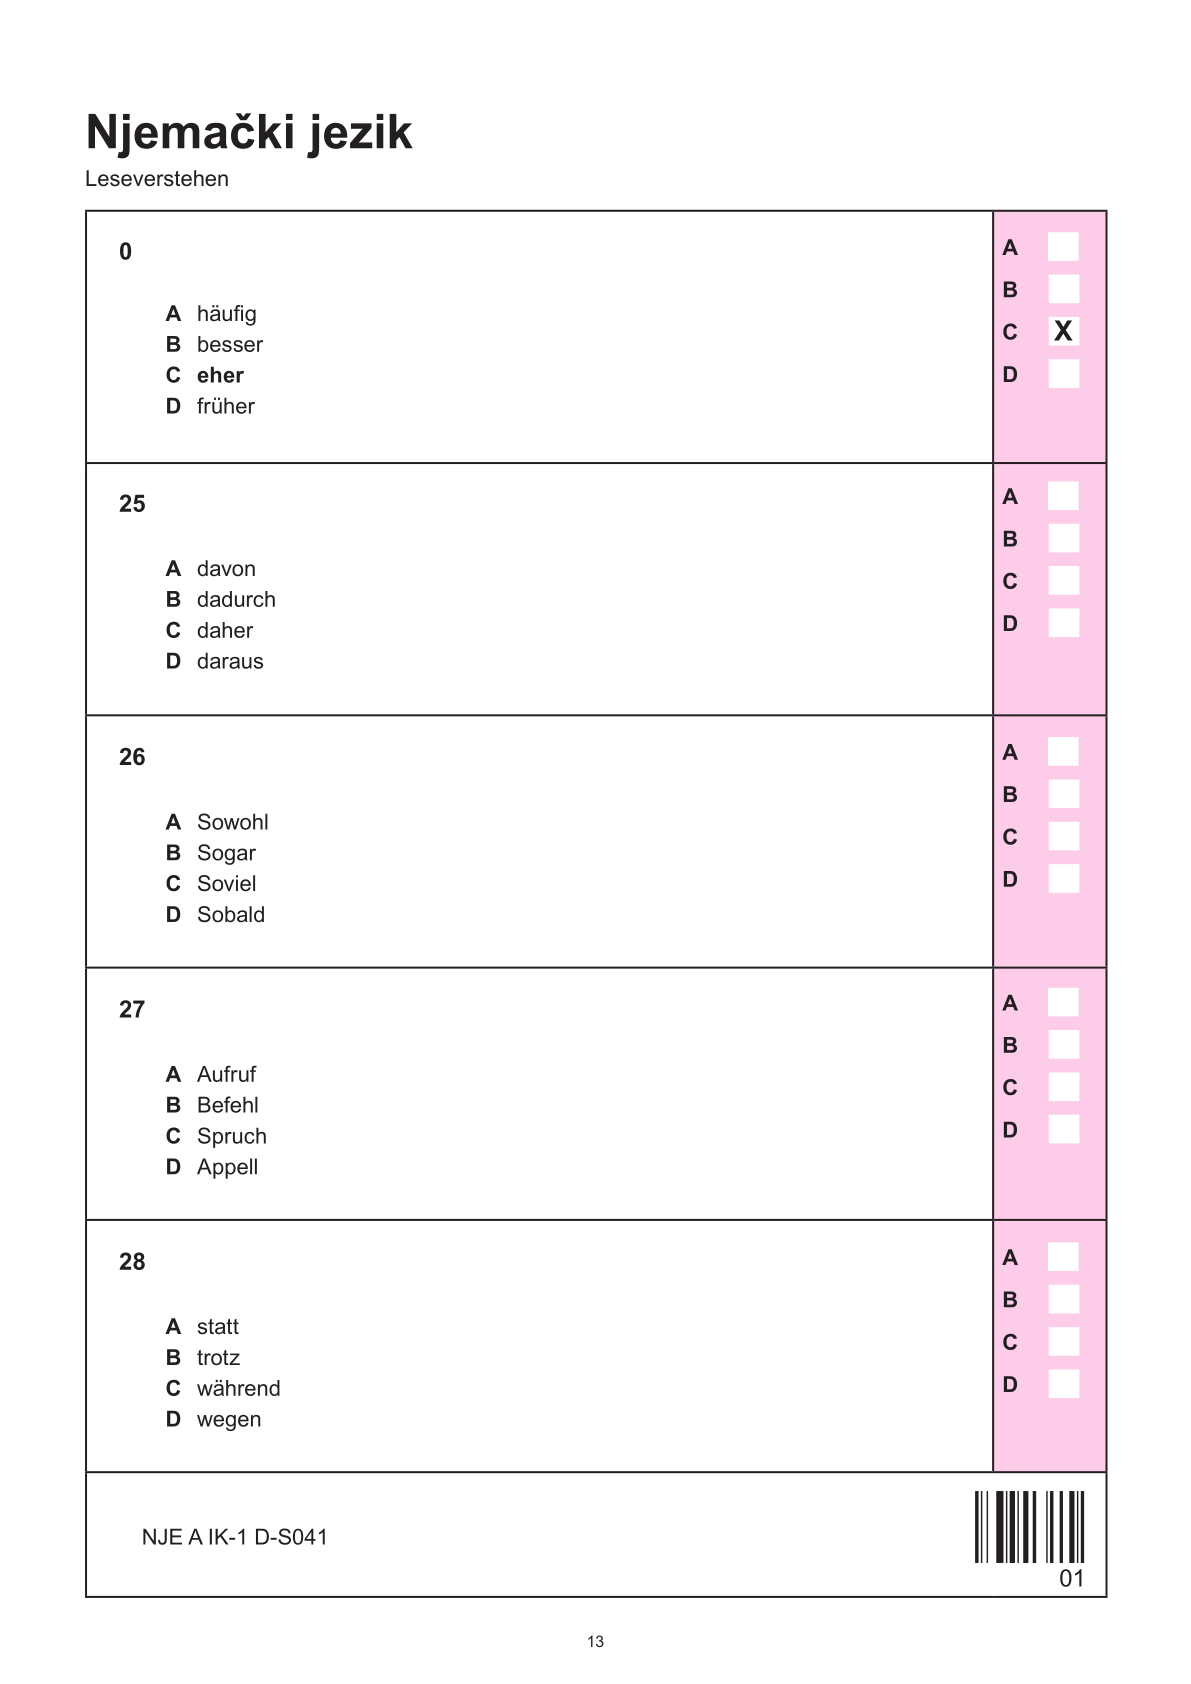 Njemački jezik
Leseverstehen
0
A häufig
B besser
C eher
D früher
A
B
C X
D
25
A davon
B dadurch
C daher
D daraus
A
B
C
D
26
A Sowohl
B Sogar
C Soviel
D Sobald
A
B
C
D
27
A Aufruf
B Befehl
C Spruch
D Appell
A
B
C
D
28
A statt
B trotz
C während
D wegen
A
B
C
D
NJE A IK-1 D-S041
01
13